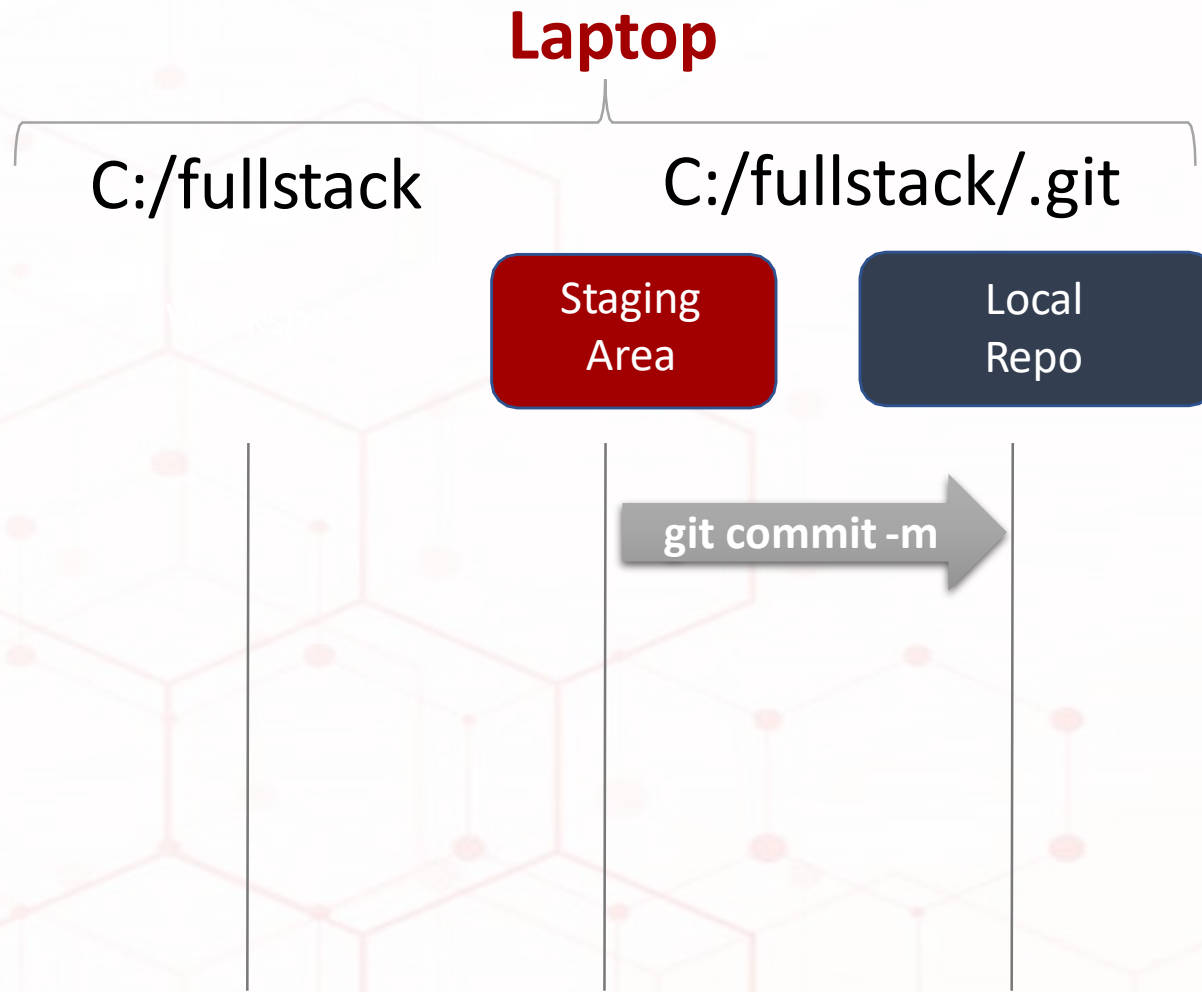 Laptop
C:/fullstack
C:/fullstack/.git
Staging
Area
Local
Repo
git commit -m